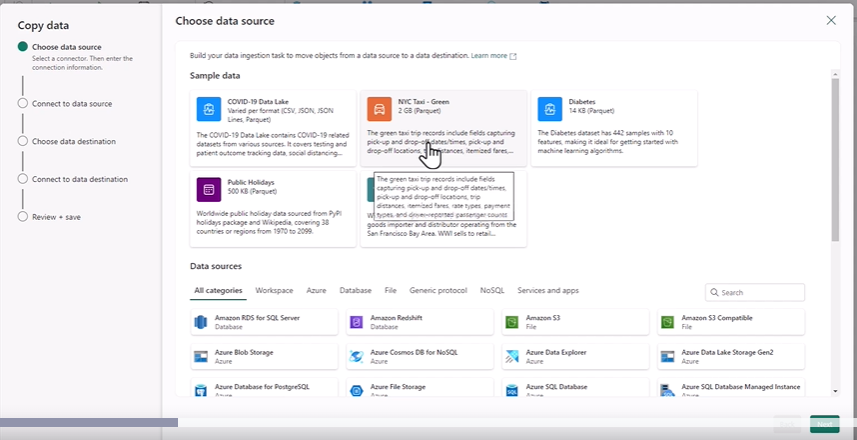 Copy data
Choose data source
Select a connector. Then enter the
connection information.
Connect to data source
Choose data destination
Connect to data destination
Review + save
Choose data source
Build your data ingestion task to move objects from a data source to a data destination. Learn more
Sample data
COVID-19 Data Lake
Varied per format (CSV, JSON, JSON
Lines, Parquet)
The COVID-19 Data Lake contains COVID-19 related
datasets from various sources. It covers testing and
patient outcome tracking data, social distancing...
NYC Taxi - Green
2 GB (Parquet)
The green taxi trip records include fields capturing
pick-up and drop-off dates/times, pick-up and
drop-off locations, distances, itemized fares,...
Diabetes
14 KB (Parquet)
The Diabetes dataset has 442 samples with 10
features, making it ideal for getting started with
machine learning algorithms.
Public Holidays
500 KB (Parquet)
Worldwide public holiday data sourced from PyPI
holidays package and Wikipedia, covering 38
countries or regions from 1970 to 2099.
The green taxi trip records include fields
capturing pick-up and drop-off dates/times,
pick-up and drop-off locations, trip
distances, itemized fares, rate types, payment
types, and driver-reported passenger counts
goods importer and distributor operating from the
San Francisco Bay Area. WWI sells to retail...
Data sources
All categories Workspace Azure Database File Generic protocol NoSQL Services and apps
Search
Amazon RDS for SQL Server
Database
Amazon Redshift
Database
Amazon S3
File
Amazon S3 Compatible
File
Azure Blob Storage
Azure
Azure Cosmos DB for NoSQL
Azure
Azure Data Explorer
Azure
Azure Data Lake Storage Gen2
Azure
Azure Database for PostgreSQL
Azure
Azure File Storage
Azure
Azure SQL Database
Azure
Azure SQL Database Managed Instance
Azure
Next